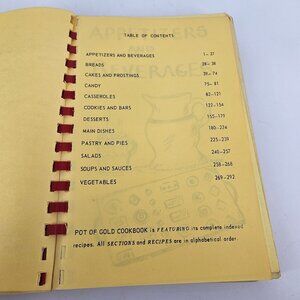 TABLE OF CONTENTS
APPETIZERS
AND
BEVERAGES
APPETIZERS AND BEVERAGES 1- 27
BREADS 28- 38
CAKES AND FROSTINGS 39- 74
CANDY 75- 81
CASSEROLES 82-121
COOKIES AND BARS 122-154
DESSERTS 155-179
MAIN DISHES 180-224
PASTRY AND PIES 225-239
SALADS 240-257
SOUPS AND SAUCES 258-268
VEGETABLES 269-292
POT OF GOLD COOKBOOK is FEATURING its complete indexed
recipes. All SECTIONS and RECIPES are in alphabetical order.